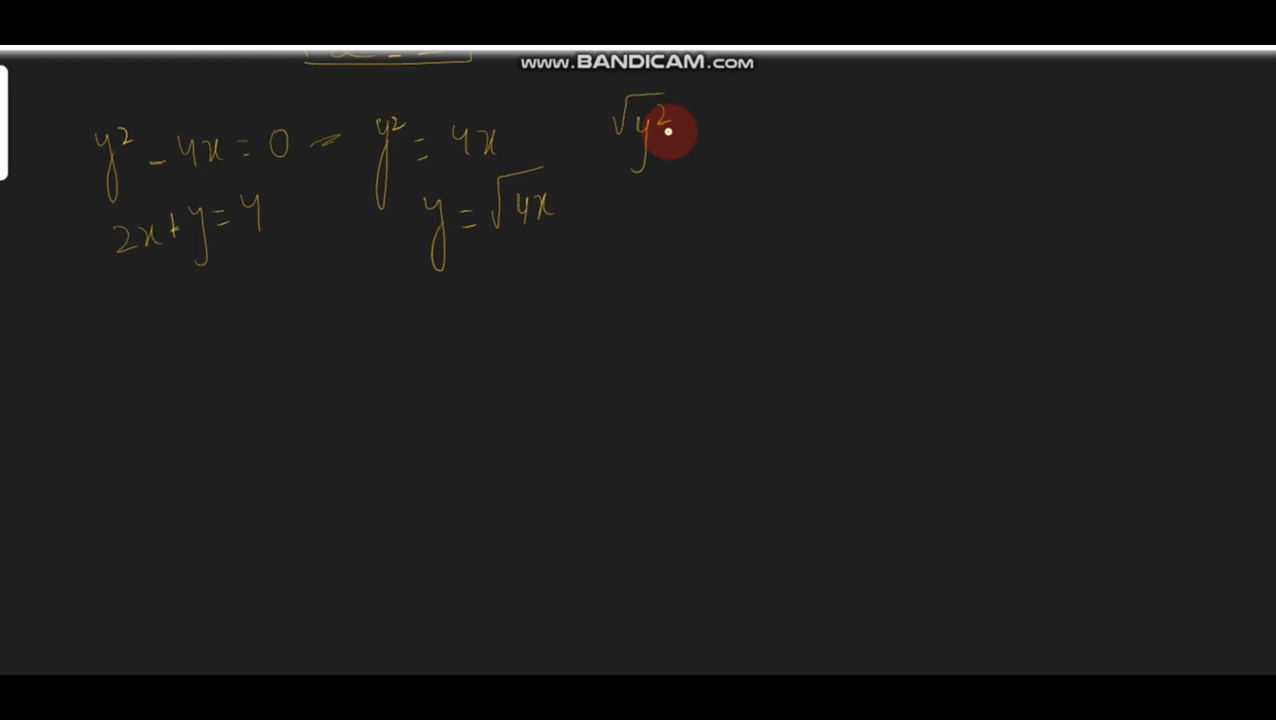 www.BANDICAM.com
y² - 4x = 0 - y² = 4x √y²
2x + y = 4 y = √4x